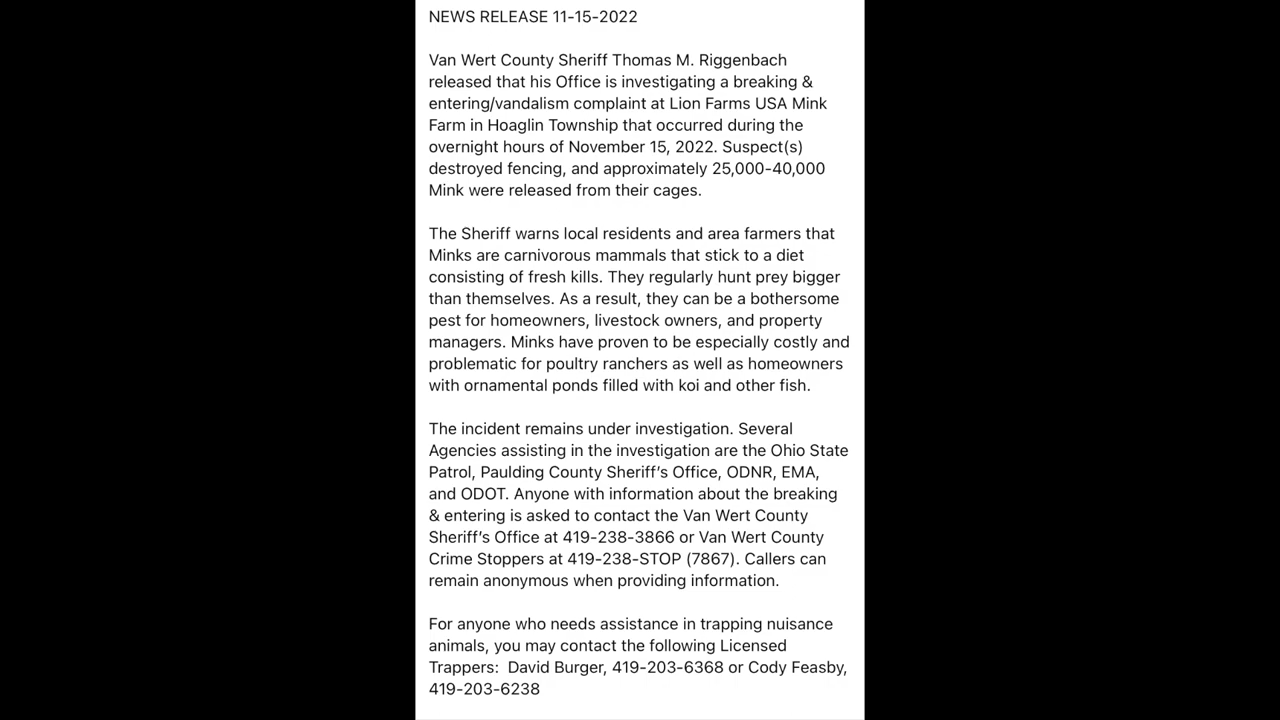 NEWS RELEASE 11-15-2022
Van Wert County Sheriff Thomas M. Riggenbach
released that his Office is investigating a breaking &
entering/vandalism complaint at Lion Farms USA Mink
Farm in Hoaglin Township that occurred during the
overnight hours of November 15, 2022. Suspect(s)
destroyed fencing, and approximately 25,000-40,000
Mink were released from their cages.
The Sheriff warns local residents and area farmers that
Minks are carnivorous mammals that stick to a diet
consisting of fresh kills. They regularly hunt prey bigger
than themselves. As a result, they can be a bothersome
pest for homeowners, livestock owners, and property
managers. Minks have proven to be especially costly and
problematic for poultry ranchers as well as homeowners
with ornamental ponds filled with koi and other fish.
The incident remains under investigation. Several
Agencies assisting in the investigation are the Ohio State
Patrol, Paulding County Sheriff's Office, ODNR, EMA,
and ODOT. Anyone with information about the breaking
& entering is asked to contact the Van Wert County
Sheriff's Office at 419-238-3866 or Van Wert County
Crime Stoppers at 419-238-STOP (7867). Callers can
remain anonymous when providing information.
For anyone who needs assistance in trapping nuisance
animals, you may contact the following Licensed
Trappers:  David Burger, 419-203-6368 or Cody Feasby,
419-203-6238